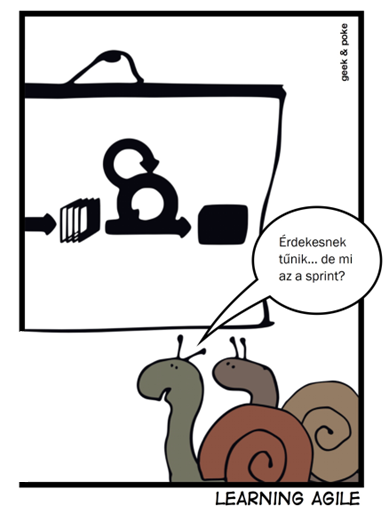 geek & poke
Érdekesnek
tűnik... de mi
az a sprint?
LEARNING AGILE